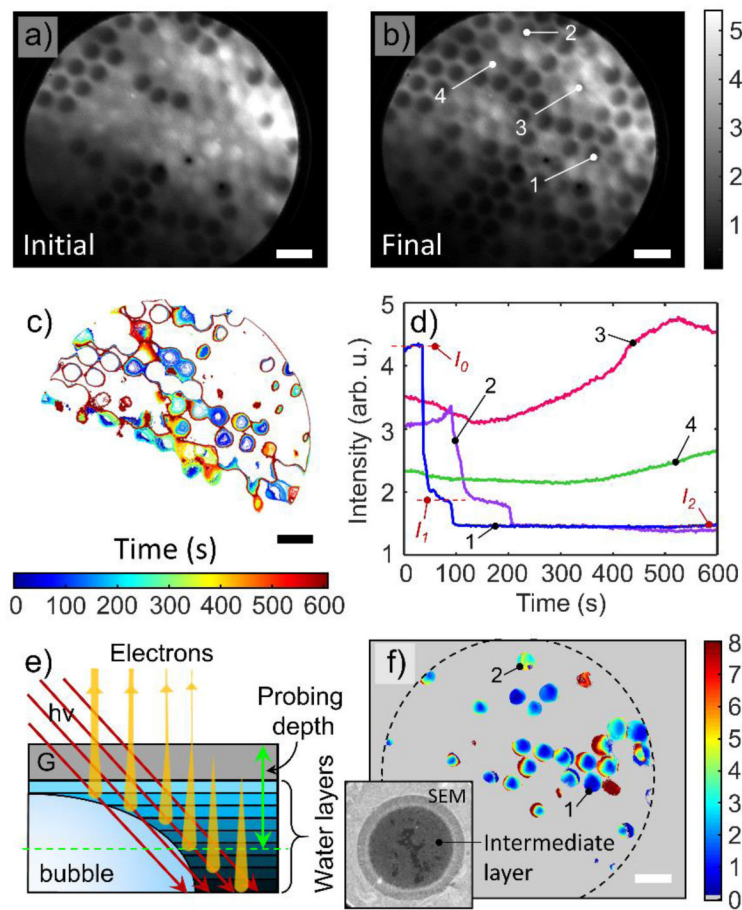 a)
Initial
b)
2
4
3
1
Final
5
4
3
2
1
c)
Time (s)
0 100 200 300 400 500 600
d)
Intensity (arb. u.)
5
4
3
2
1
I0
3
2
4
I1
1
I2
0 100 200 400 600
Time (s)
e)
Electrons
hν
Probing
depth
G
Water layers
bubble
f)
2
1
SEM
Intermediate
layer
8
7
6
5
4
3
2
1
0